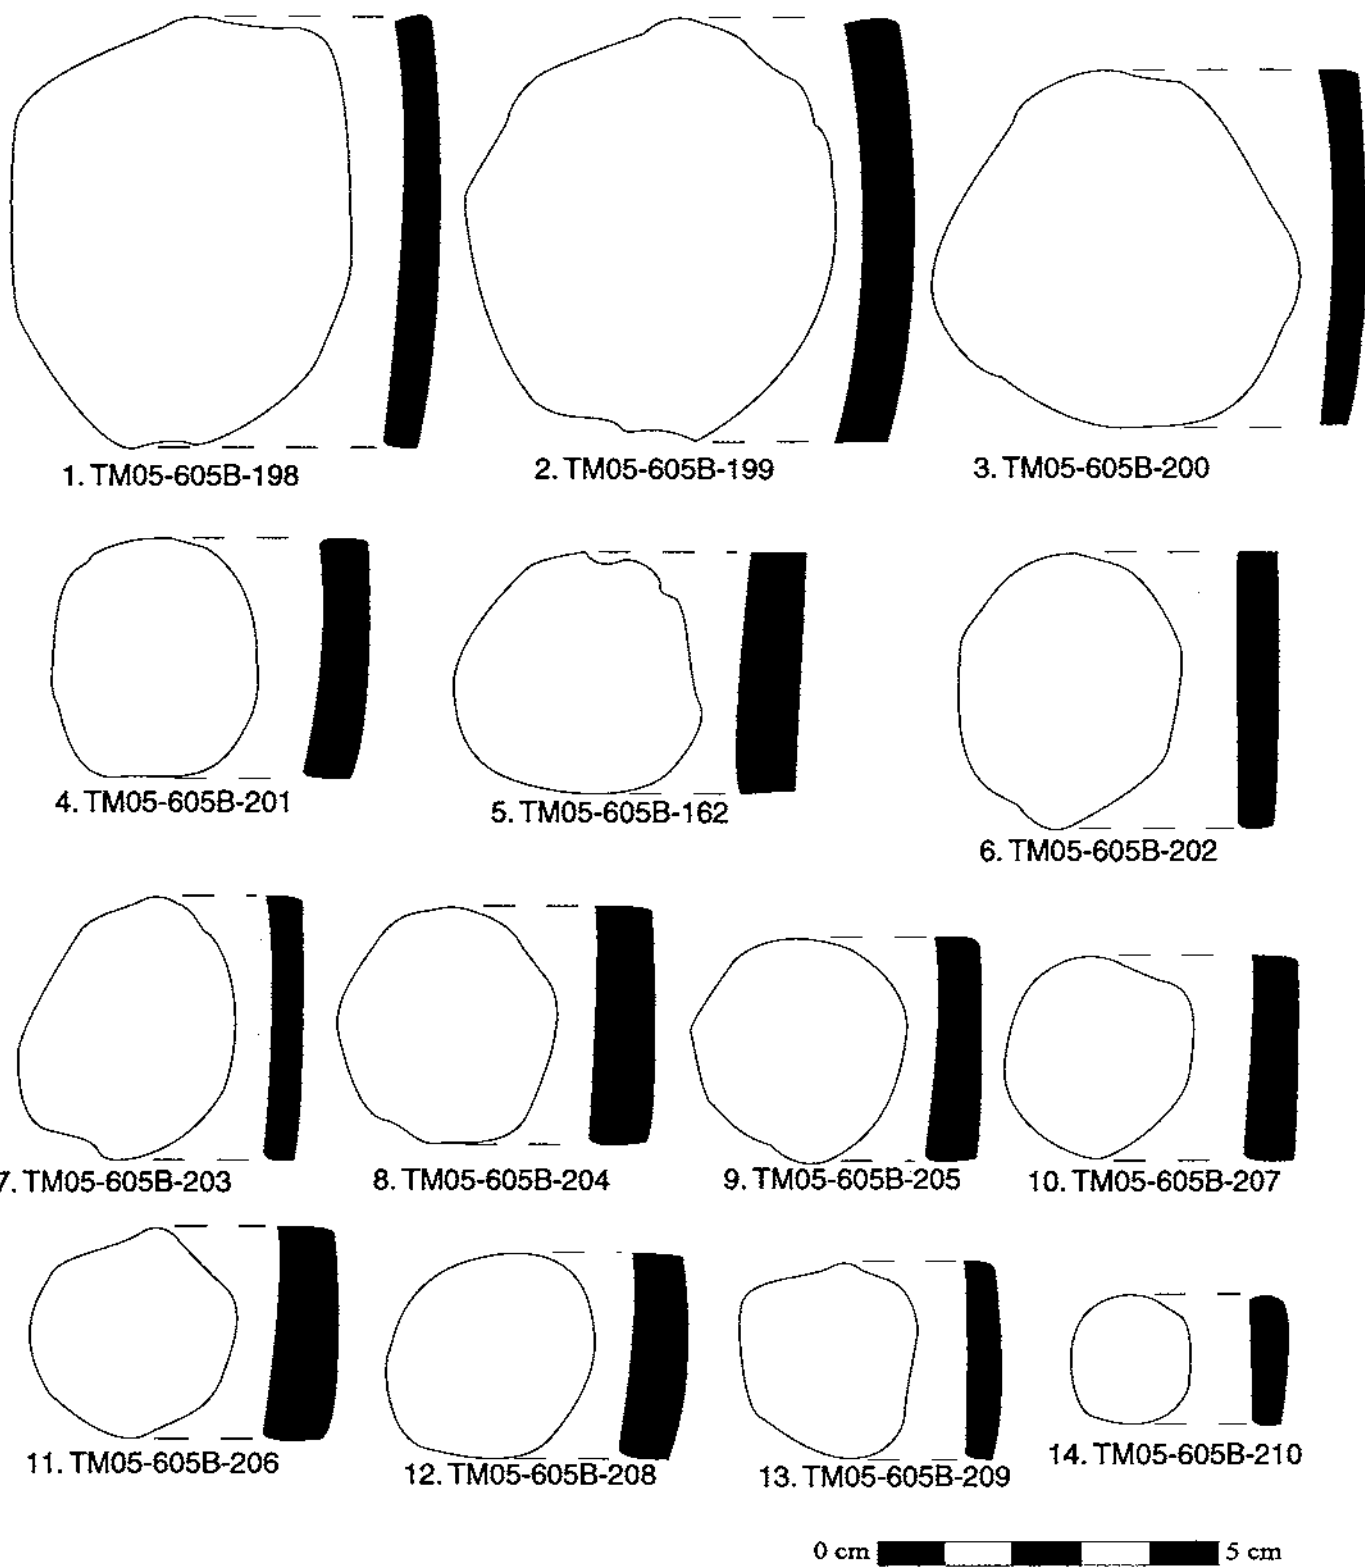 1. TM05-605B-198
2. TM05-605B-199
3. TM05-605B-200
4. TM05-605B-201
5. TM05-605B-162
6. TM05-605B-202
7. TM05-605B-203
8. TM05-605B-204
9. TM05-605B-205
10. TM05-605B-207
11. TM05-605B-206
12. TM05-605B-208
13. TM05-605B-209
14. TM05-605B-210
0 cm 5 cm